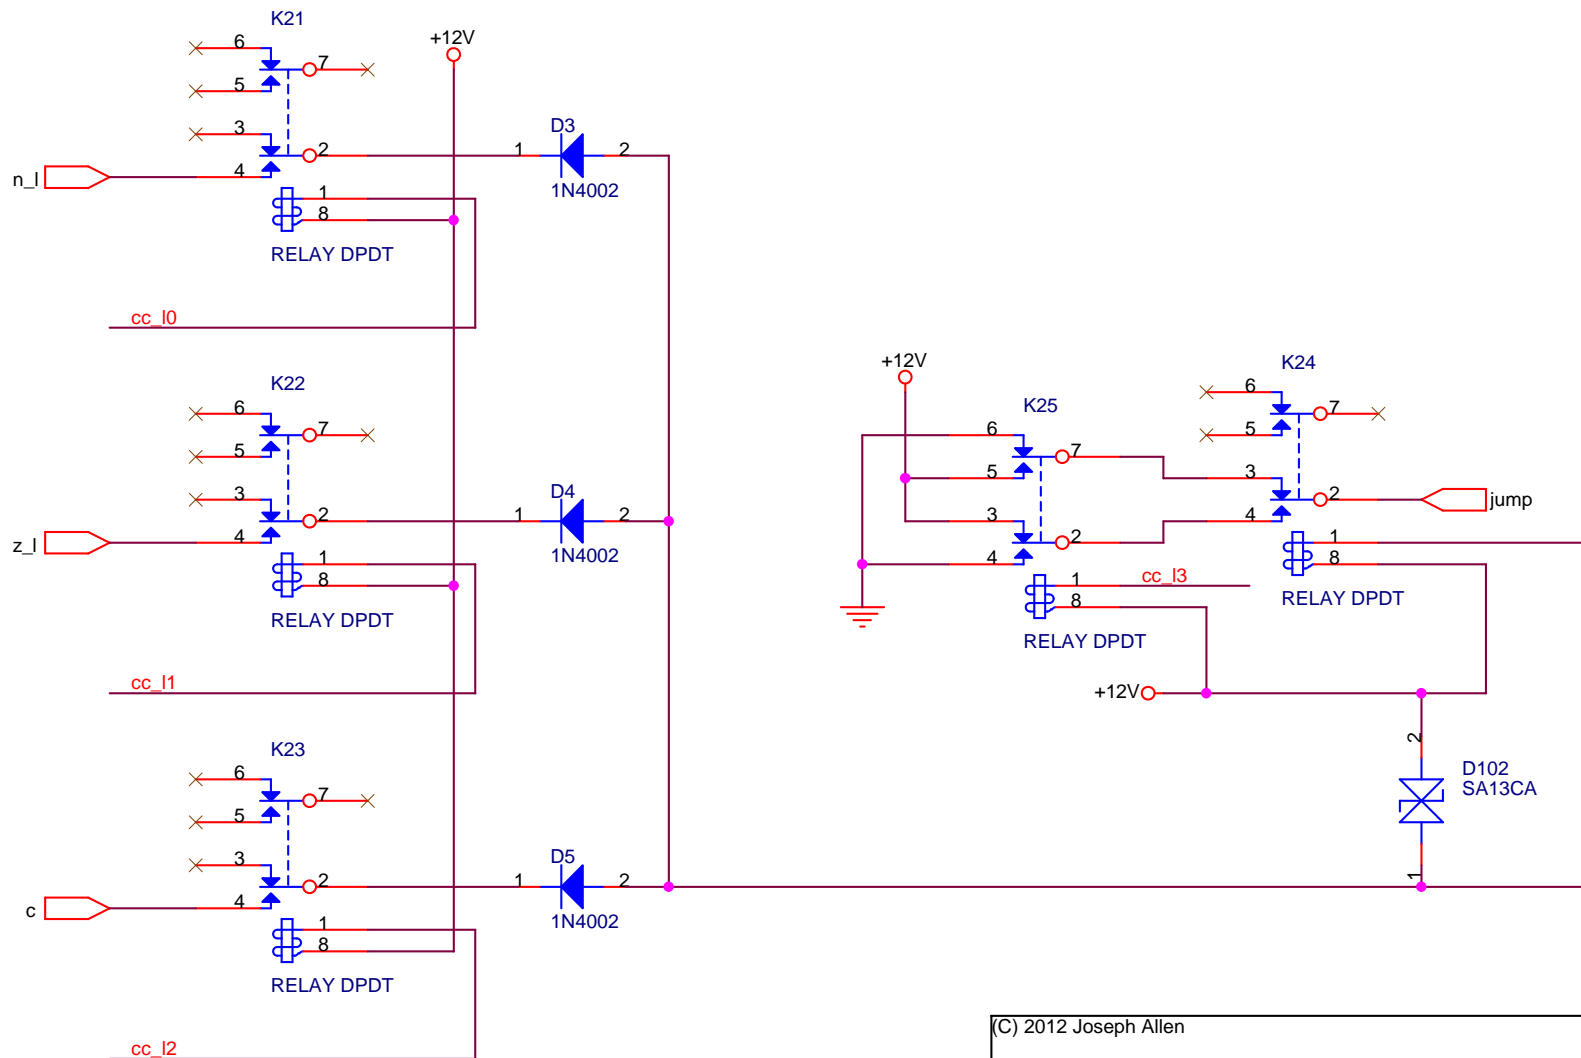 K21
6
+12V
7
5
3
D3
2
1
2
4
n_l
1N4002
1
8
RELAY DPDT
cc_l0
+12V
K24
K22
6
K25
6
7
7
5
6
7
5
3
5
3
D4
2
jump
2
1
2
3
4
4
2
z_l
1N4002
1
4
1
8
cc_l3
1
8
8
RELAY DPDT
RELAY DPDT
RELAY DPDT
cc_l1
+12V
K23
2
6
D102
7
SA13CA
5
3
D5
2
1
2
1
4
c
1N4002
1
8
RELAY DPDT
(C) 2012 Joseph Allen
cc_l2